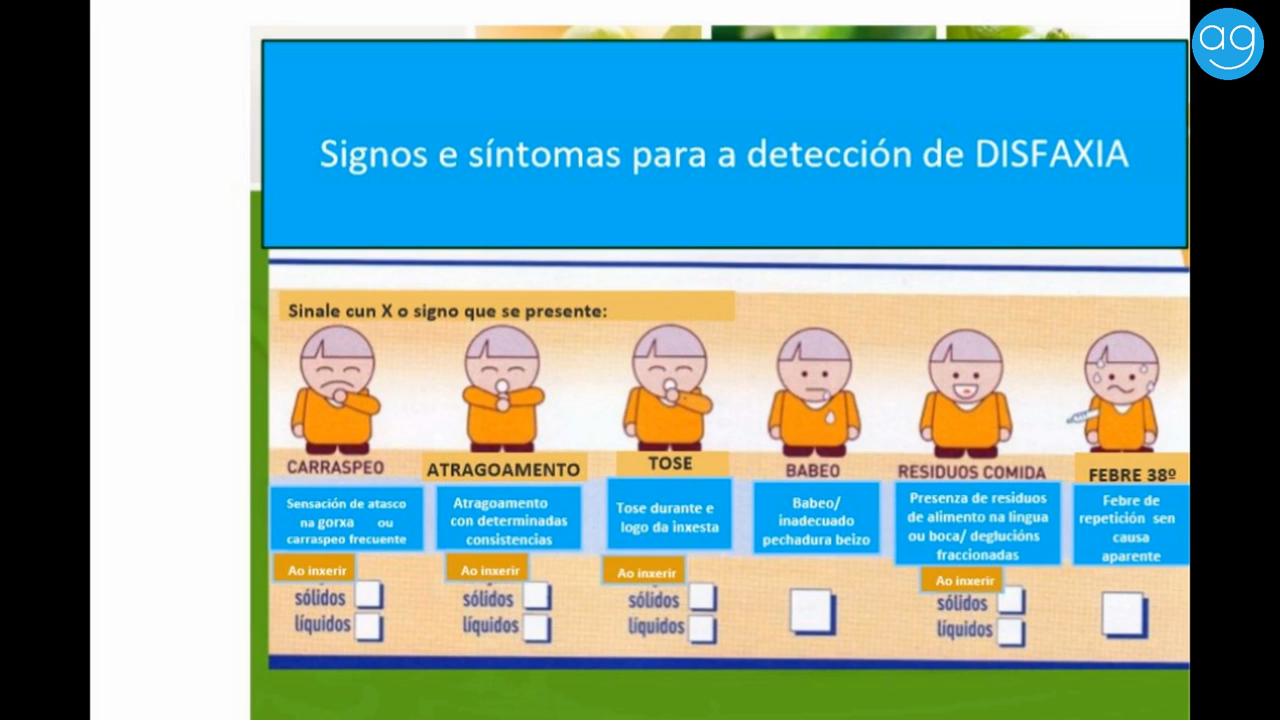 ag
Signos e síntomas para a detección de DISFAXIA
Sinale cun X o signo que se presente:
CARRASPEO
ATRAGOAMENTO
TOSE
BABEO
RESIDUOS COMIDA
FEBRE 38º
Sensación de atasco
na gorxa ou
carraspeo frecuente
Atragoamento
con determinadas
consistencias
Tose durante e
logo da inxesta
Babeo/
inadecuado
pechadura beizo
Presenza de residuos
de alimento na lingua
ou boca/ deglucións
fraccionadas
Febre de
repetición sen
causa
aparente
Ao inxerir
sólidos
líquidos
Ao inxerir
sólidos
líquidos
Ao inxerir
sólidos
líquidos
Ao inxerir
sólidos
líquidos